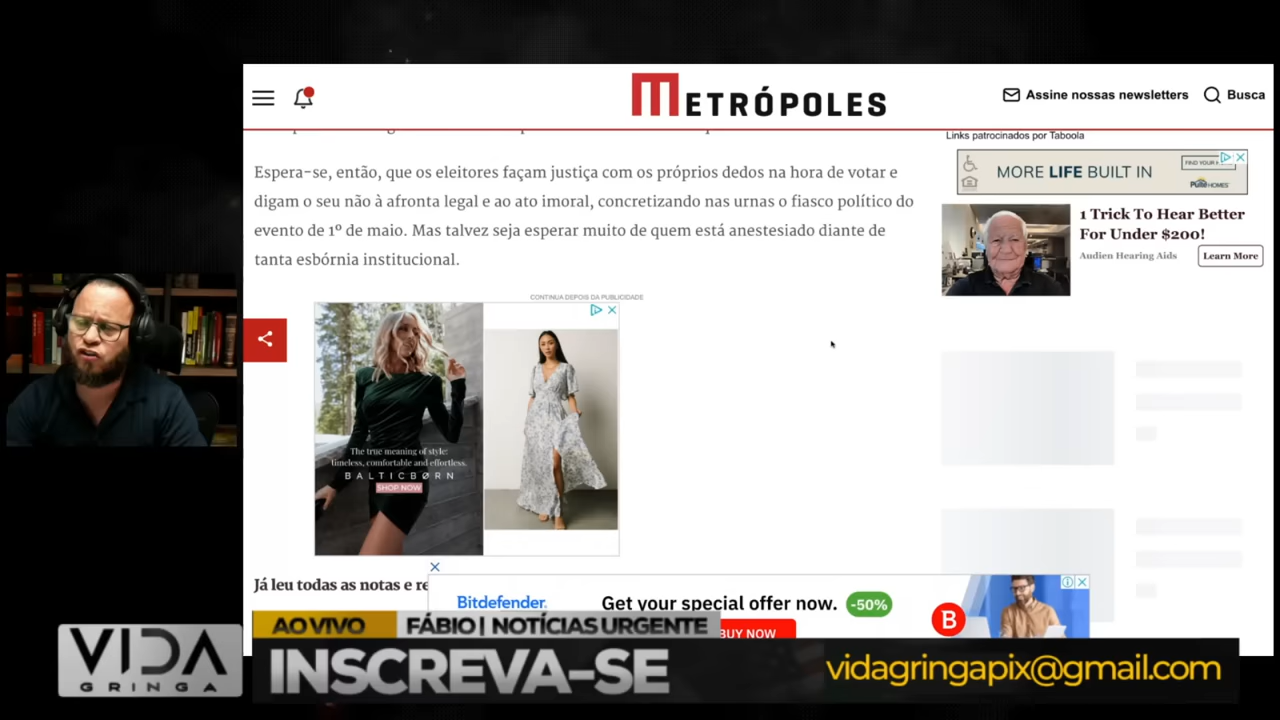 METRÓPOLES
Assine nossas newsletters
Busca
Espera-se, então, que os eleitores façam justiça com os próprios dedos na hora de votar e
digam o seu não à afronta legal e ao ato imoral, concretizando nas urnas o fiasco político do
evento de 1º de maio. Mas talvez seja esperar muito de quem está anestesiado diante de
tanta esbórnia institucional.
Links patrocinados por Taboola
MORE LIFE BUILT IN
PulteHOMES
1 Trick To Hear Better
For Under $200!
Audien Hearing Aids
Learn More
CONTINUA DEPOIS DA PUBLICIDADE
The true meaning of style:
timeless, comfortable and effortless.
BALTICBØRN
SHOP NOW
Já leu todas as notas e re
Bitdefender
Get your special offer now.
-50%
BUY NOW
B
AO VIVO
FÁBIO | NOTÍCIAS URGENTE
VIDA
GRINGA
INSCREVA-SE
vidagringapix@gmail.com